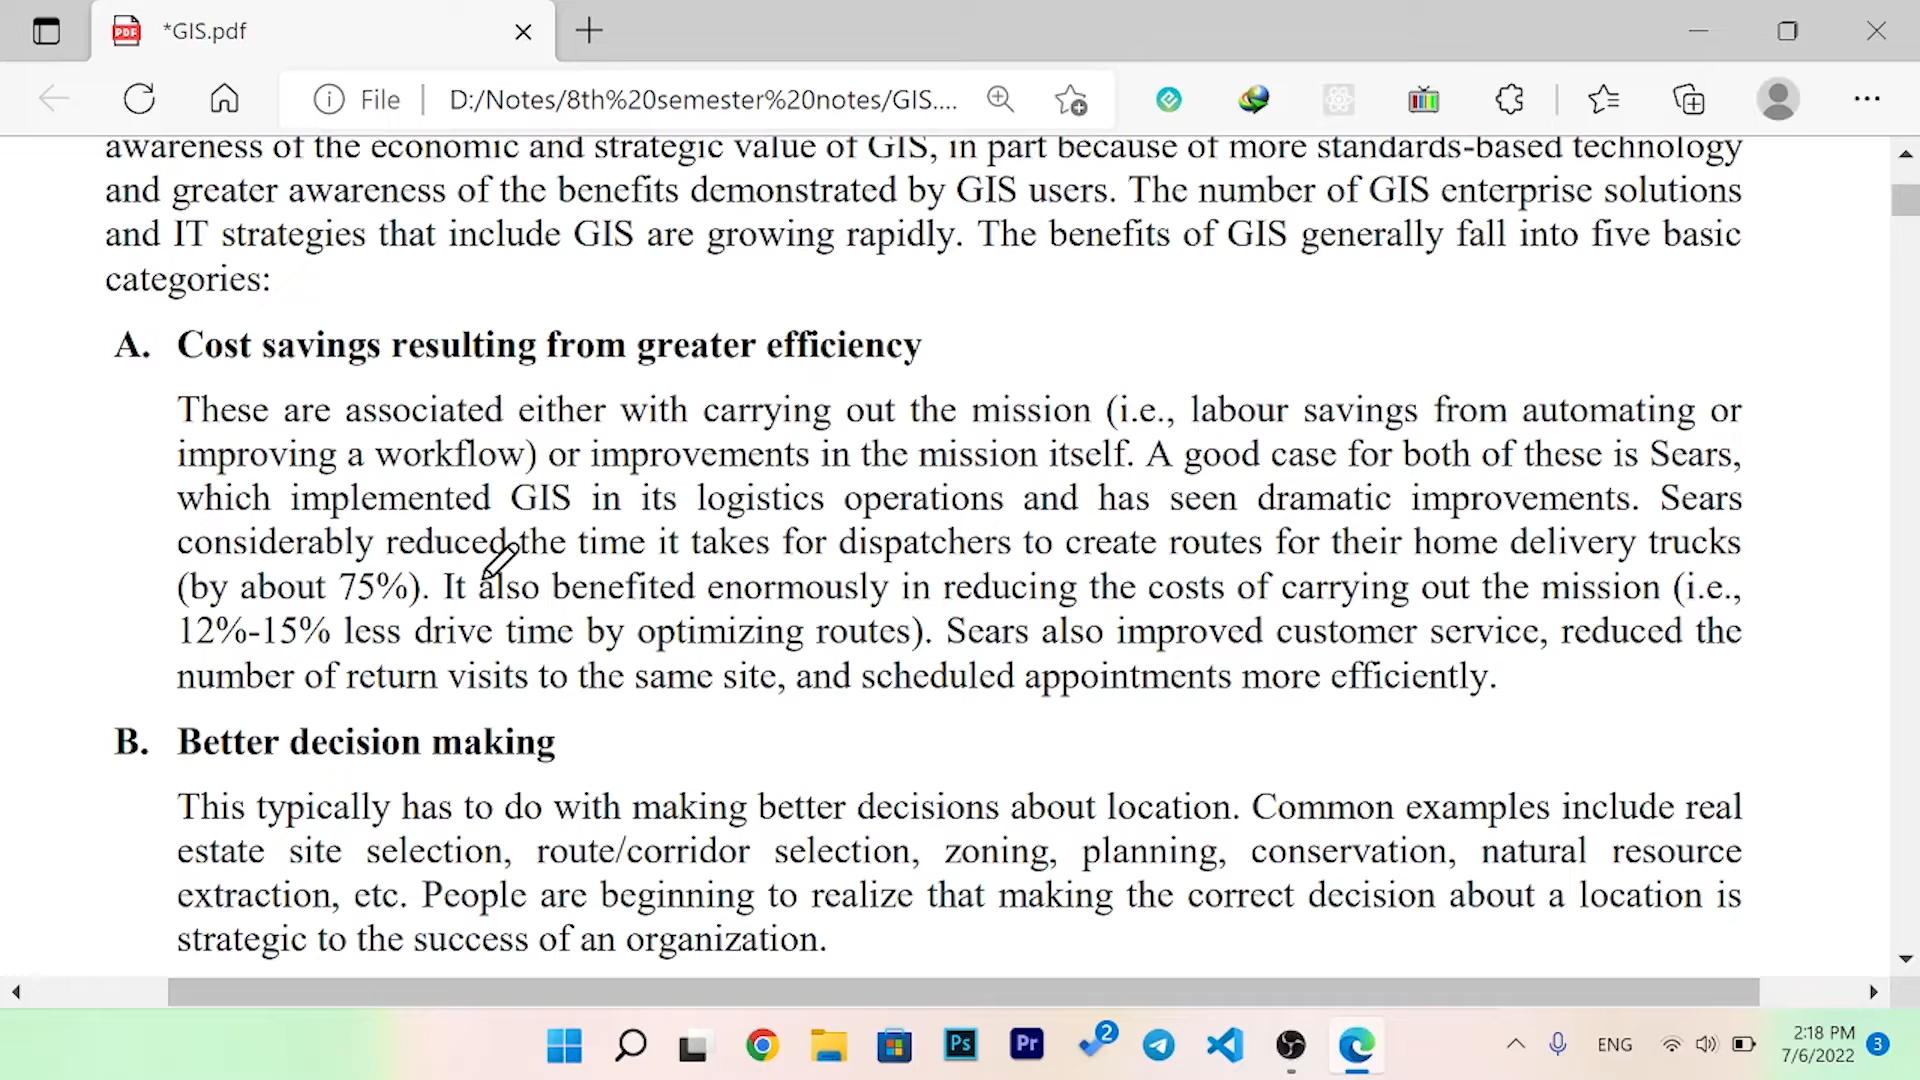 *GIS.pdf
File
D:/Notes/8th%20semester%20notes/GIS....
awareness of the economic and strategic value of GIS, in part because of more standards-based technology
and greater awareness of the benefits demonstrated by GIS users. The number of GIS enterprise solutions
and IT strategies that include GIS are growing rapidly. The benefits of GIS generally fall into five basic
categories:
A. Cost savings resulting from greater efficiency
These are associated either with carrying out the mission (i.e., labour savings from automating or
improving a workflow) or improvements in the mission itself. A good case for both of these is Sears,
which implemented GIS in its logistics operations and has seen dramatic improvements. Sears
considerably reduced the time it takes for dispatchers to create routes for their home delivery trucks
(by about 75%). It also benefited enormously in reducing the costs of carrying out the mission (i.e.,
12%-15% less drive time by optimizing routes). Sears also improved customer service, reduced the
number of return visits to the same site, and scheduled appointments more efficiently.
B. Better decision making
This typically has to do with making better decisions about location. Common examples include real
estate site selection, route/corridor selection, zoning, planning, conservation, natural resource
extraction, etc. People are beginning to realize that making the correct decision about a location is
strategic to the success of an organization.
Ps
Pr
2
ENG
2:18 PM
7/6/2022
3